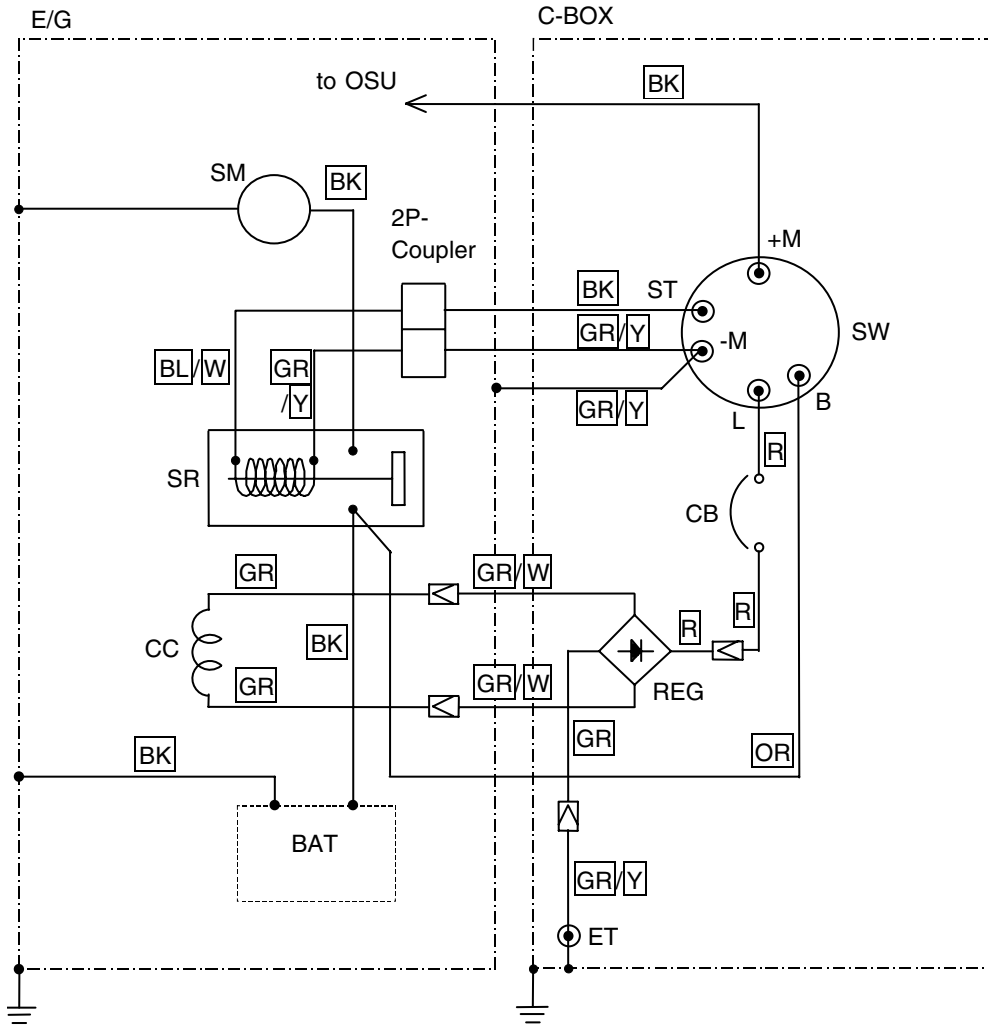 E/G
C-BOX
to OSU
BK
SM
BK
2P-
Coupler
+M
BK
ST
SW
GR/Y
-M
BL/W
GR
/Y
GR/Y
L
B
R
SR
CB
GR
GR/W
R
R
CC
BK
GR
GR/W
REG
GR
OR
BK
BAT
GR/Y
ET